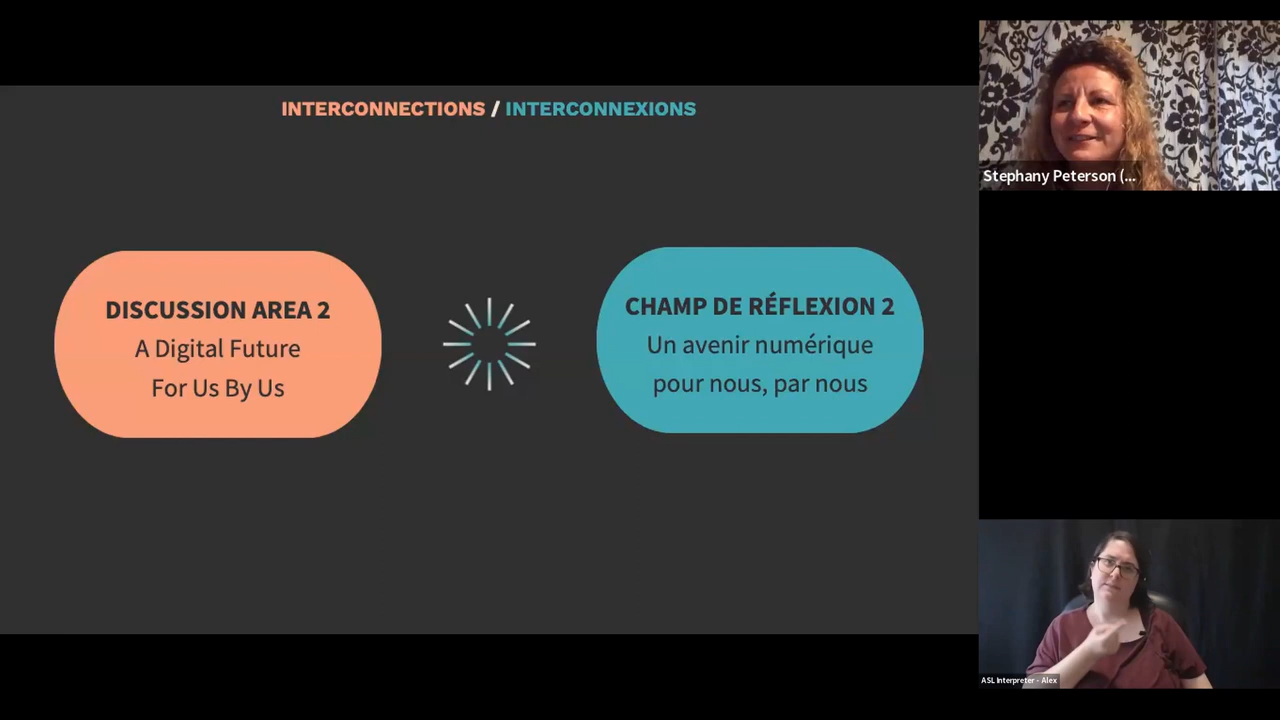 INTERCONNECTIONS / INTERCONNEXIONS
DISCUSSION AREA 2
A Digital Future
For Us By Us
CHAMP DE RÉFLEXION 2
Un avenir numérique
pour nous, par nous
Stephany Peterson (...
ASL Interpreter - Alex